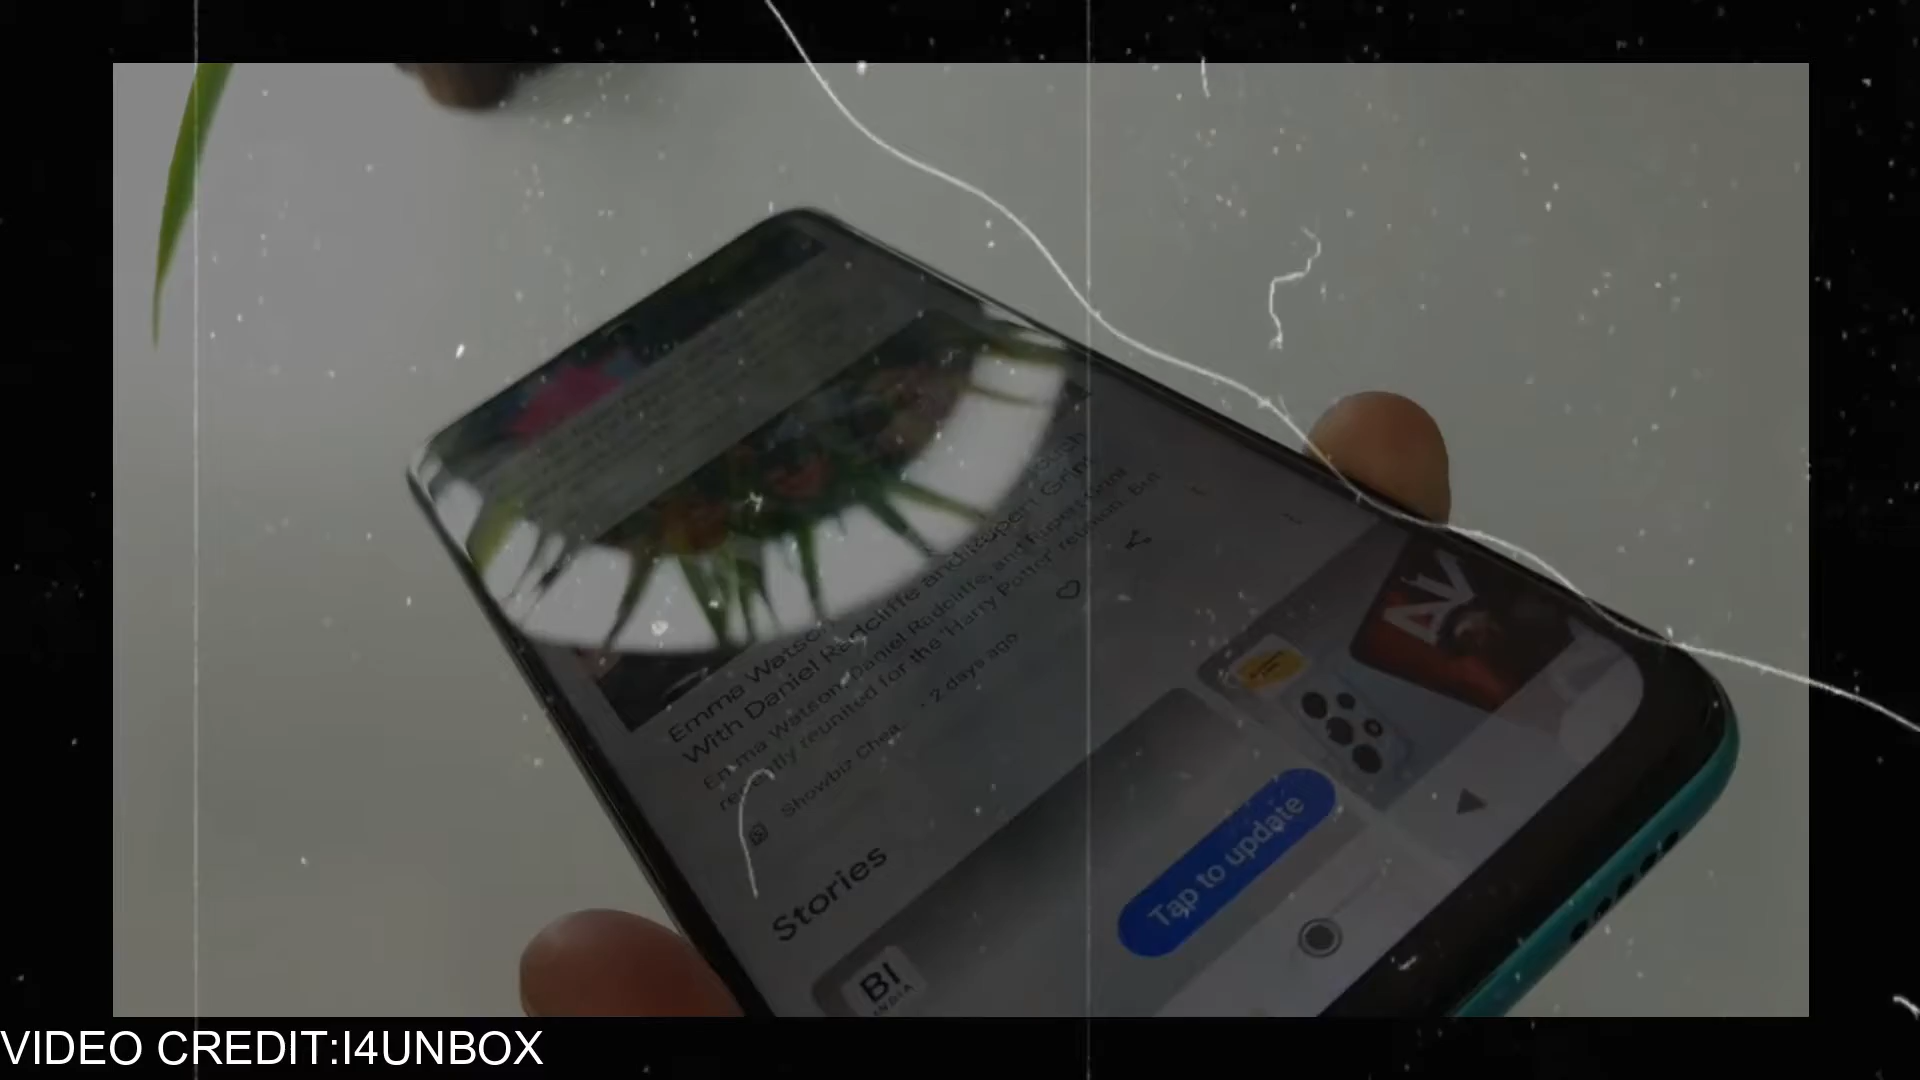 Emma Watson
With Daniel Radcliffe and Rupert Grint
Emma Watson, Daniel Radcliffe, and Rupert Grint
recently reunited for the 'Harry Potter' reunion. But
Showbiz Chea... · 2 days ago
Stories
Tap to update
BI
INDIA
VIDEO CREDIT:I4UNBOX